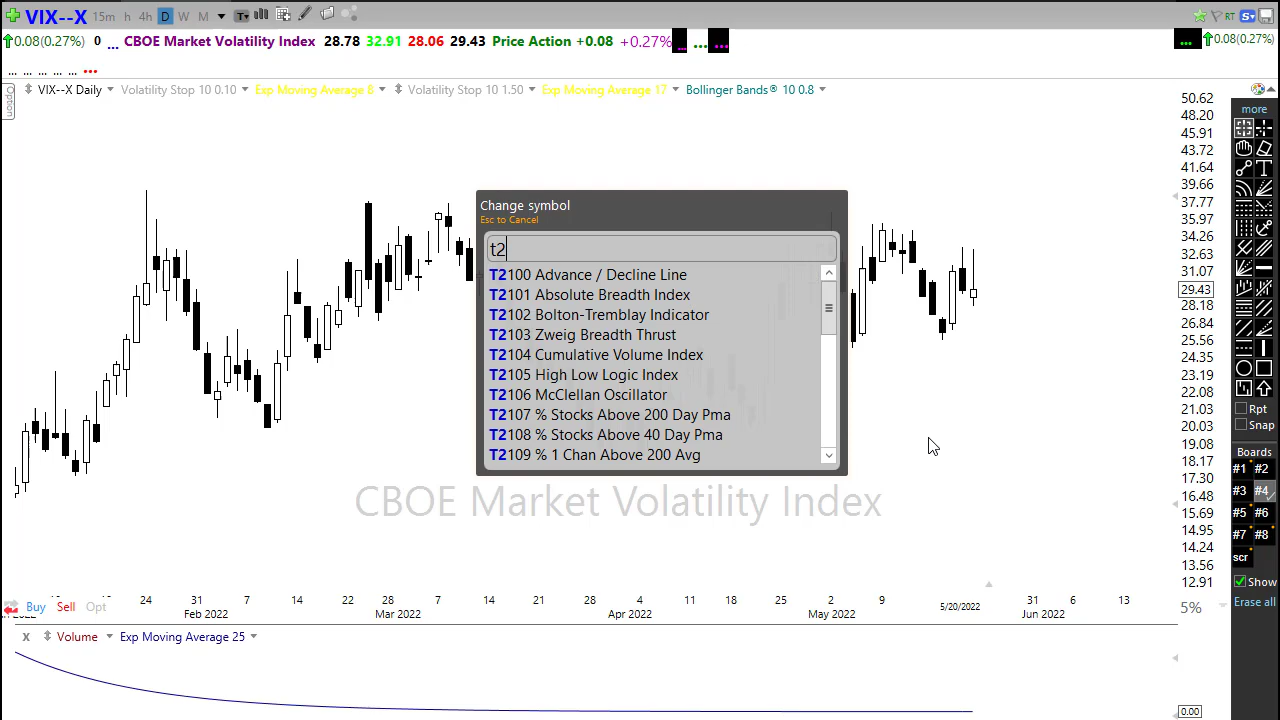 VIX--X 15m h 4h D W M T RT S
0.08(0.27%) 0 ... CBOE Market Volatility Index 28.78 32.91 28.06 29.43 Price Action +0.08 +0.27% ... ... ... ... 0.08(0.27%)
... ... ... ... ... ...
Option
VIX--X Daily Volatility Stop 10 0.10 Exp Moving Average 8 Volatility Stop 10 1.50 Exp Moving Average 17 Bollinger Bands® 10 0.8
50.62
48.20
45.91
43.72
41.64
39.66
37.77
35.97
34.26
32.63
31.07
29.43
28.18
26.84
25.56
24.35
23.19
22.08
21.03
20.03
19.08
18.17
17.30
16.48
15.69
14.95
14.24
13.56
12.91
Change symbol
Esc to Cancel
t2
T2100 Advance / Decline Line
T2101 Absolute Breadth Index
T2102 Bolton-Tremblay Indicator
T2103 Zweig Breadth Thrust
T2104 Cumulative Volume Index
T2105 High Low Logic Index
T2106 McClellan Oscillator
T2107 % Stocks Above 200 Day Pma
T2108 % Stocks Above 40 Day Pma
T2109 % 1 Chan Above 200 Avg
CBOE Market Volatility Index
24 31 7 14 22 28 7 14 21 28 4 11 18 25 2 9 5/20/2022 31 6 13
Feb 2022 Mar 2022 Apr 2022 May 2022 Jun 2022
Buy Sell Opt
5%
x Volume Exp Moving Average 25
0.00
more
T
Rpt
Snap
Boards
#1 #2
#3 #4
#5 #6
#7 #8
scr
Show
Erase all